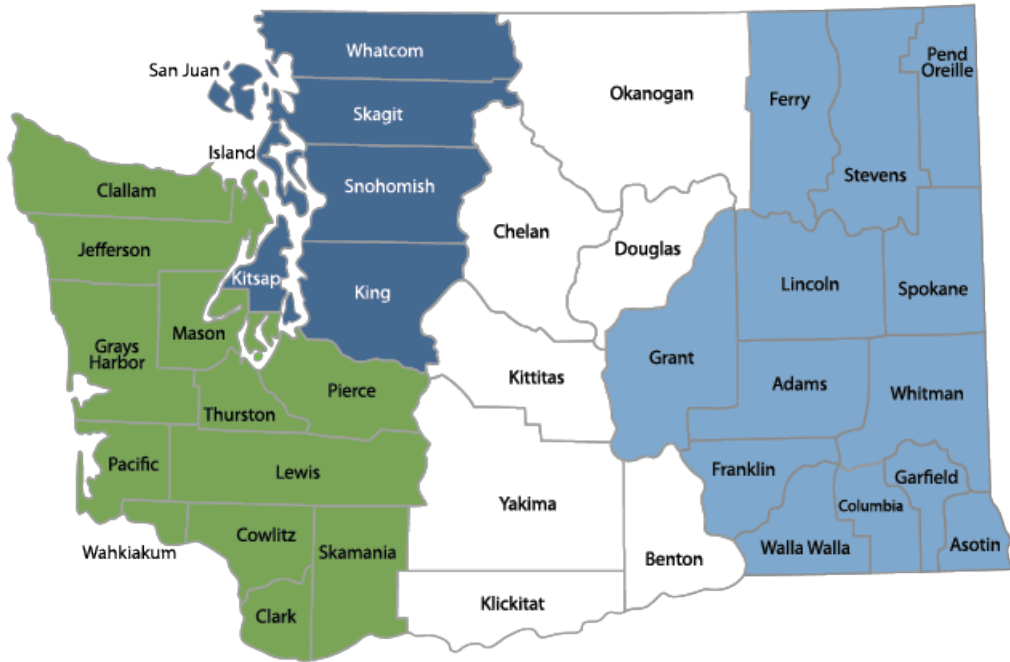 Whatcom
San Juan
Skagit
Island
Snohomish
Clallam
Jefferson
Kitsap
King
Mason
Grays
Harbor
Pierce
Thurston
Pacific
Lewis
Wahkiakum
Cowlitz
Skamania
Clark
Okanogan
Chelan
Douglas
Kittitas
Yakima
Benton
Klickitat
Ferry
Pend
Oreille
Stevens
Lincoln
Spokane
Grant
Adams
Whitman
Franklin
Garfield
Columbia
Walla Walla
Asotin